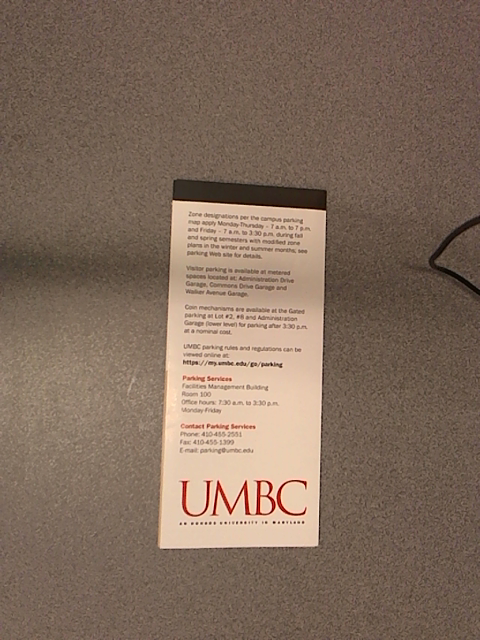 Zone designations per the campus parking
map apply Monday-Thursday - 7 a.m. to 7 p.m.
and Friday - 7 a.m. to 3:30 p.m. during fall
and spring semesters with modified zone
plans in the winter and summer months; see
parking Web site for details.
Visitor parking is available at metered
spaces located at: Administration Drive
Garage, Commons Drive Garage and
Walker Avenue Garage.
Coin mechanisms are available at the Gated
parking at Lot #2, #8 and Administration
Garage (lower level) for parking after 3:30 p.m.
at a nominal cost.
UMBC parking rules and regulations can be
viewed online at:
https://my.umbc.edu/go/parking
Parking Services
Facilities Management Building
Room 100
Office hours: 7:30 a.m. to 3:30 p.m.
Monday-Friday
Contact Parking Services
Phone: 410-455-2551
Fax: 410-455-1399
E-mail: parking@umbc.edu
UMBC
AN HONORS UNIVERSITY IN MARYLAND